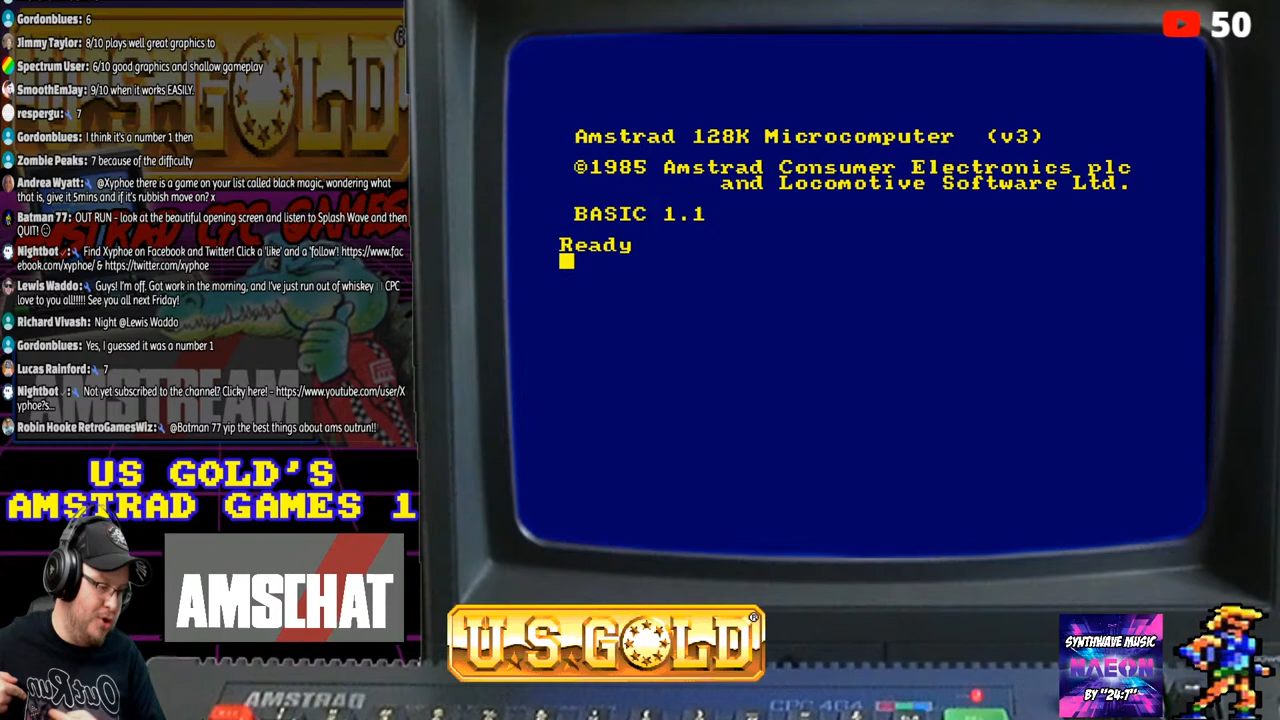 Gordonblues: 6
Jimmy Taylor: 8/10 plays well great graphics to
Spectrum User: 6/10 good graphics and shallow gameplay
SmoothEmJay: 9/10 when it works EASILY.
respergu: 7
Gordonblues: I think it's a number 1 then
Zombie Peaks: 7 because of the difficulty
Andrea Wyatt: @Xyphoe there is a game on your list called black magic, wondering what
that is, give it 5mins and if it's rubbish move on? x
Batman 77: OUT RUN - look at the beautiful opening screen and listen to Splash Wave and then
QUIT!
Nightbot: Find Xyphoe on Facebook and Twitter! Click a 'like' and a 'follow'! https://www.fac
ebook.com/xyphoe/ & https://twitter.com/xyphoe
Lewis Waddo: Guys! I'm off. Got work in the morning, and I've just run out of whiskey CPC
love to you all!!!!! See you all next Friday!
Richard Vivash: Night @Lewis Waddo
Gordonblues: Yes, I guessed it was a number 1
Lucas Rainford: 7
Nightbot: Not yet subscribed to the channel? Clicky here! - https://www.youtube.com/user/X
yphoe?s...
Robin Hooke RetroGamesWiz: @Batman 77 yip the best things about ams outrun!!
AMSTRAD CPC GAMES
AMSTREAM
US GOLD'S
AMSTRAD GAMES 1
AMSCHAT
OutRun
50
Amstrad 128K Microcomputer (v3)
©1985 Amstrad Consumer Electronics plc
and Locomotive Software Ltd.
BASIC 1.1
Ready
U.S. GOLD®
AMSTRAD
CPC 464
SYNTHWAVE MUSIC
NAEON
BY "24:7"